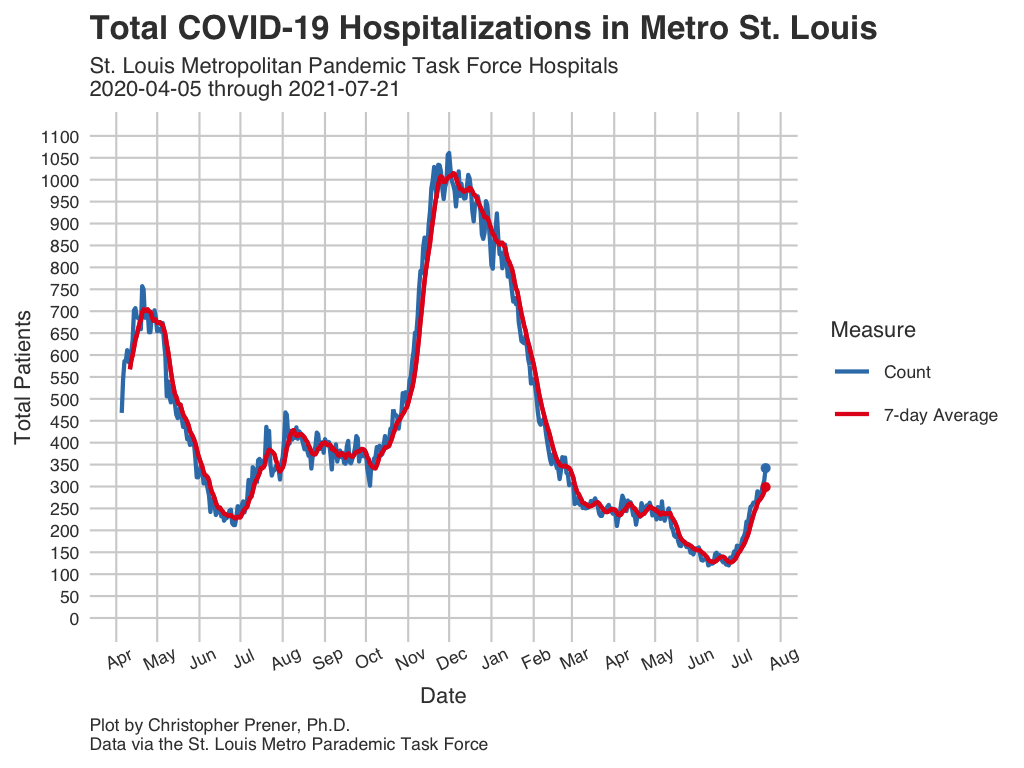 Total COVID-19 Hospitalizations in Metro St. Louis
St. Louis Metropolitan Pandemic Task Force Hospitals
2020-04-05 through 2021-07-21
Total Patients
1100
1050
1000
950
900
850
800
750
700
650
600
550
500
450
400
350
300
250
200
150
100
50
0
Apr May Jun Jul Aug Sep Oct Nov Dec Jan Feb Mar Apr May Jun Jul Aug
Date
Measure
Count
7-day Average
Plot by Christopher Prener, Ph.D.
Data via the St. Louis Metro Parademic Task Force